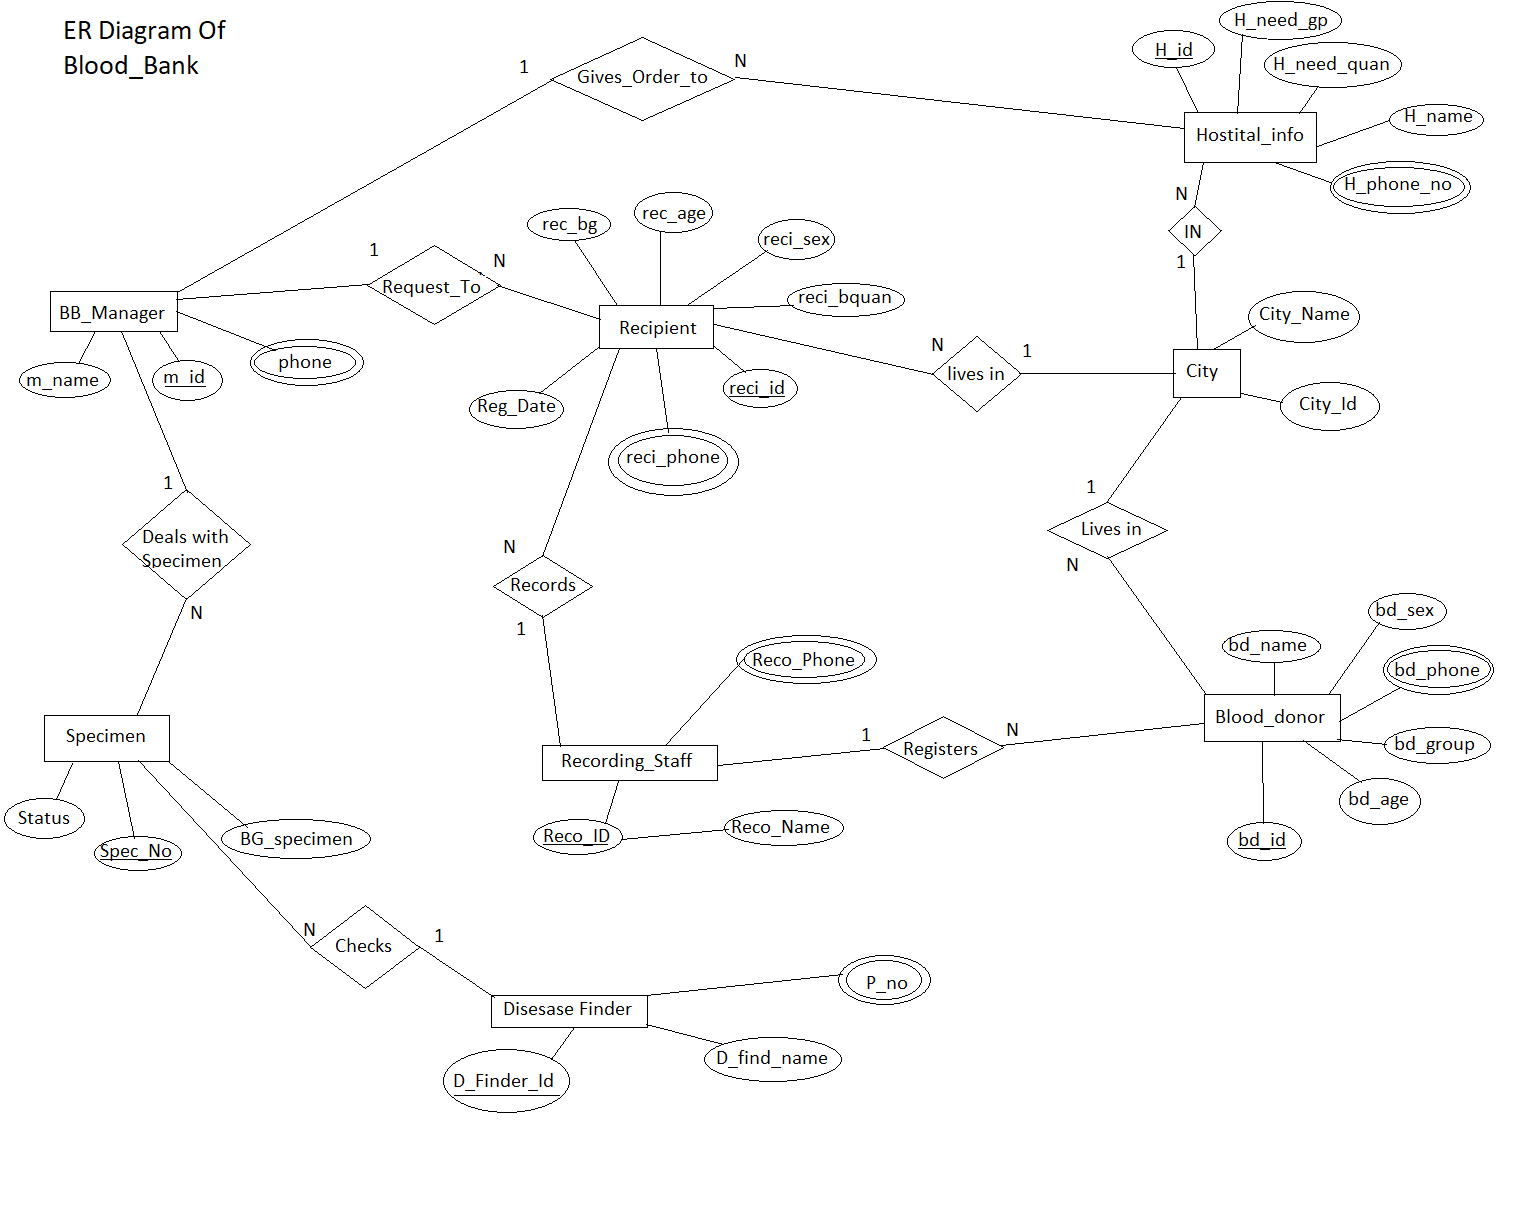 ER Diagram Of
Blood_Bank
H_need_gp
H_id
H_need_quan
1
Gives_Order_to
N
H_name
Hostital_info
H_phone_no
N
IN
1
rec_bg
rec_age
reci_sex
reci_bquan
1
Request_To
N
BB_Manager
m_name
m_id
phone
Recipient
Reg_Date
reci_phone
reci_id
N
lives in
1
City_Name
City
City_Id
1
Deals with
Specimen
N
1
Lives in
N
N
Records
1
bd_sex
bd_name
bd_phone
Blood_donor
bd_group
bd_age
bd_id
Reco_Phone
1
Registers
N
Recording_Staff
Reco_ID
Reco_Name
Specimen
Status
Spec_No
BG_specimen
N
Checks
1
P_no
Disesase Finder
D_find_name
D_Finder_Id